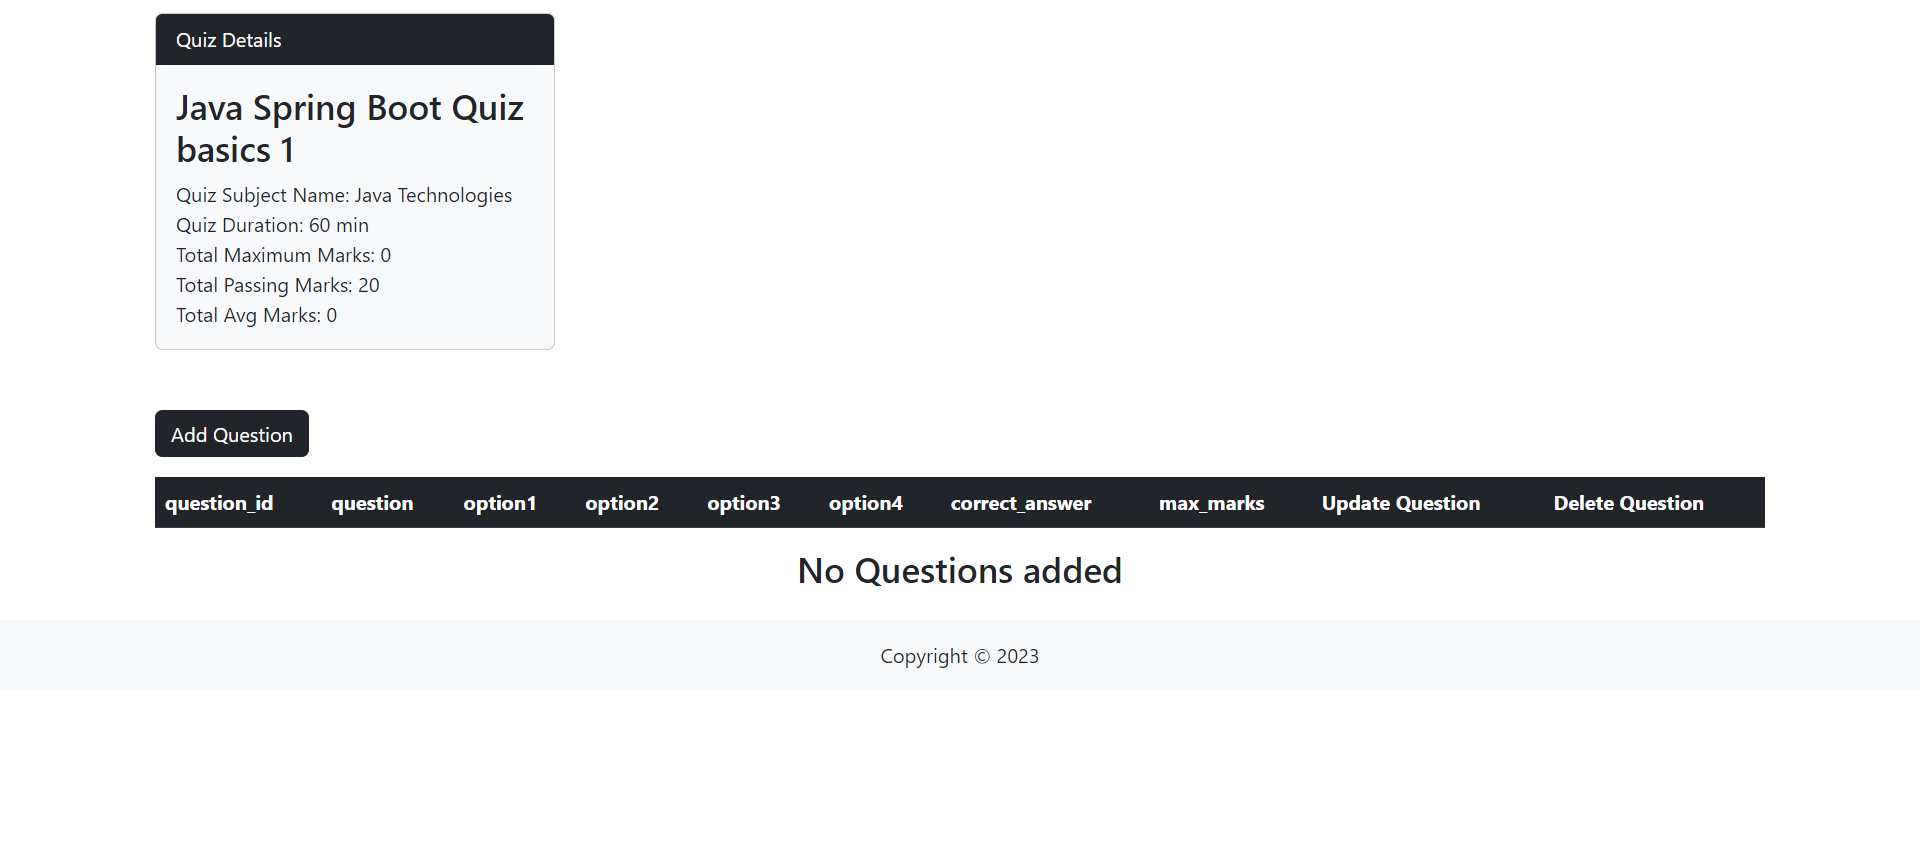 Quiz Details
Java Spring Boot Quiz
basics 1
Quiz Subject Name: Java Technologies
Quiz Duration: 60 min
Total Maximum Marks: 0
Total Passing Marks: 20
Total Avg Marks: 0
Add Question
question_id question option1 option2 option3 option4 correct_answer max_marks Update Question Delete Question
No Questions added
Copyright © 2023